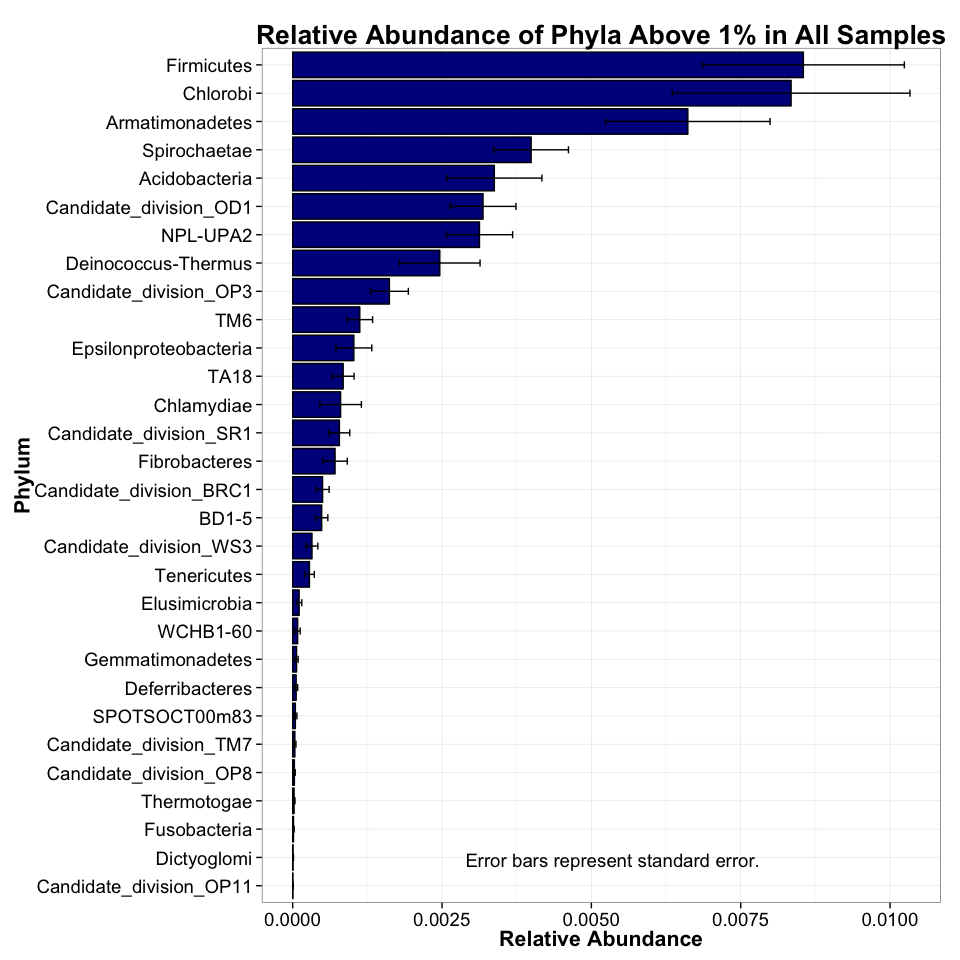 Relative Abundance of Phyla Above 1% in All Samples
Firmicutes
Chlorobi
Armatimonadetes
Spirochaetae
Acidobacteria
Candidate_division_OD1
NPL-UPA2
Deinococcus-Thermus
Candidate_division_OP3
TM6
Epsilonproteobacteria
TA18
Chlamydiae
Candidate_division_SR1
Fibrobacteres
Phylum
Candidate_division_BRC1
BD1-5
Candidate_division_WS3
Tenericutes
Elusimicrobia
WCHB1-60
Gemmatimonadetes
Deferribacteres
SPOTSOCT00m83
Candidate_division_TM7
Candidate_division_OP8
Thermotogae
Fusobacteria
Dictyoglomi
Error bars represent standard error.
Candidate_division_OP11
0.0000 0.0025 0.0050 0.0075 0.0100
Relative Abundance